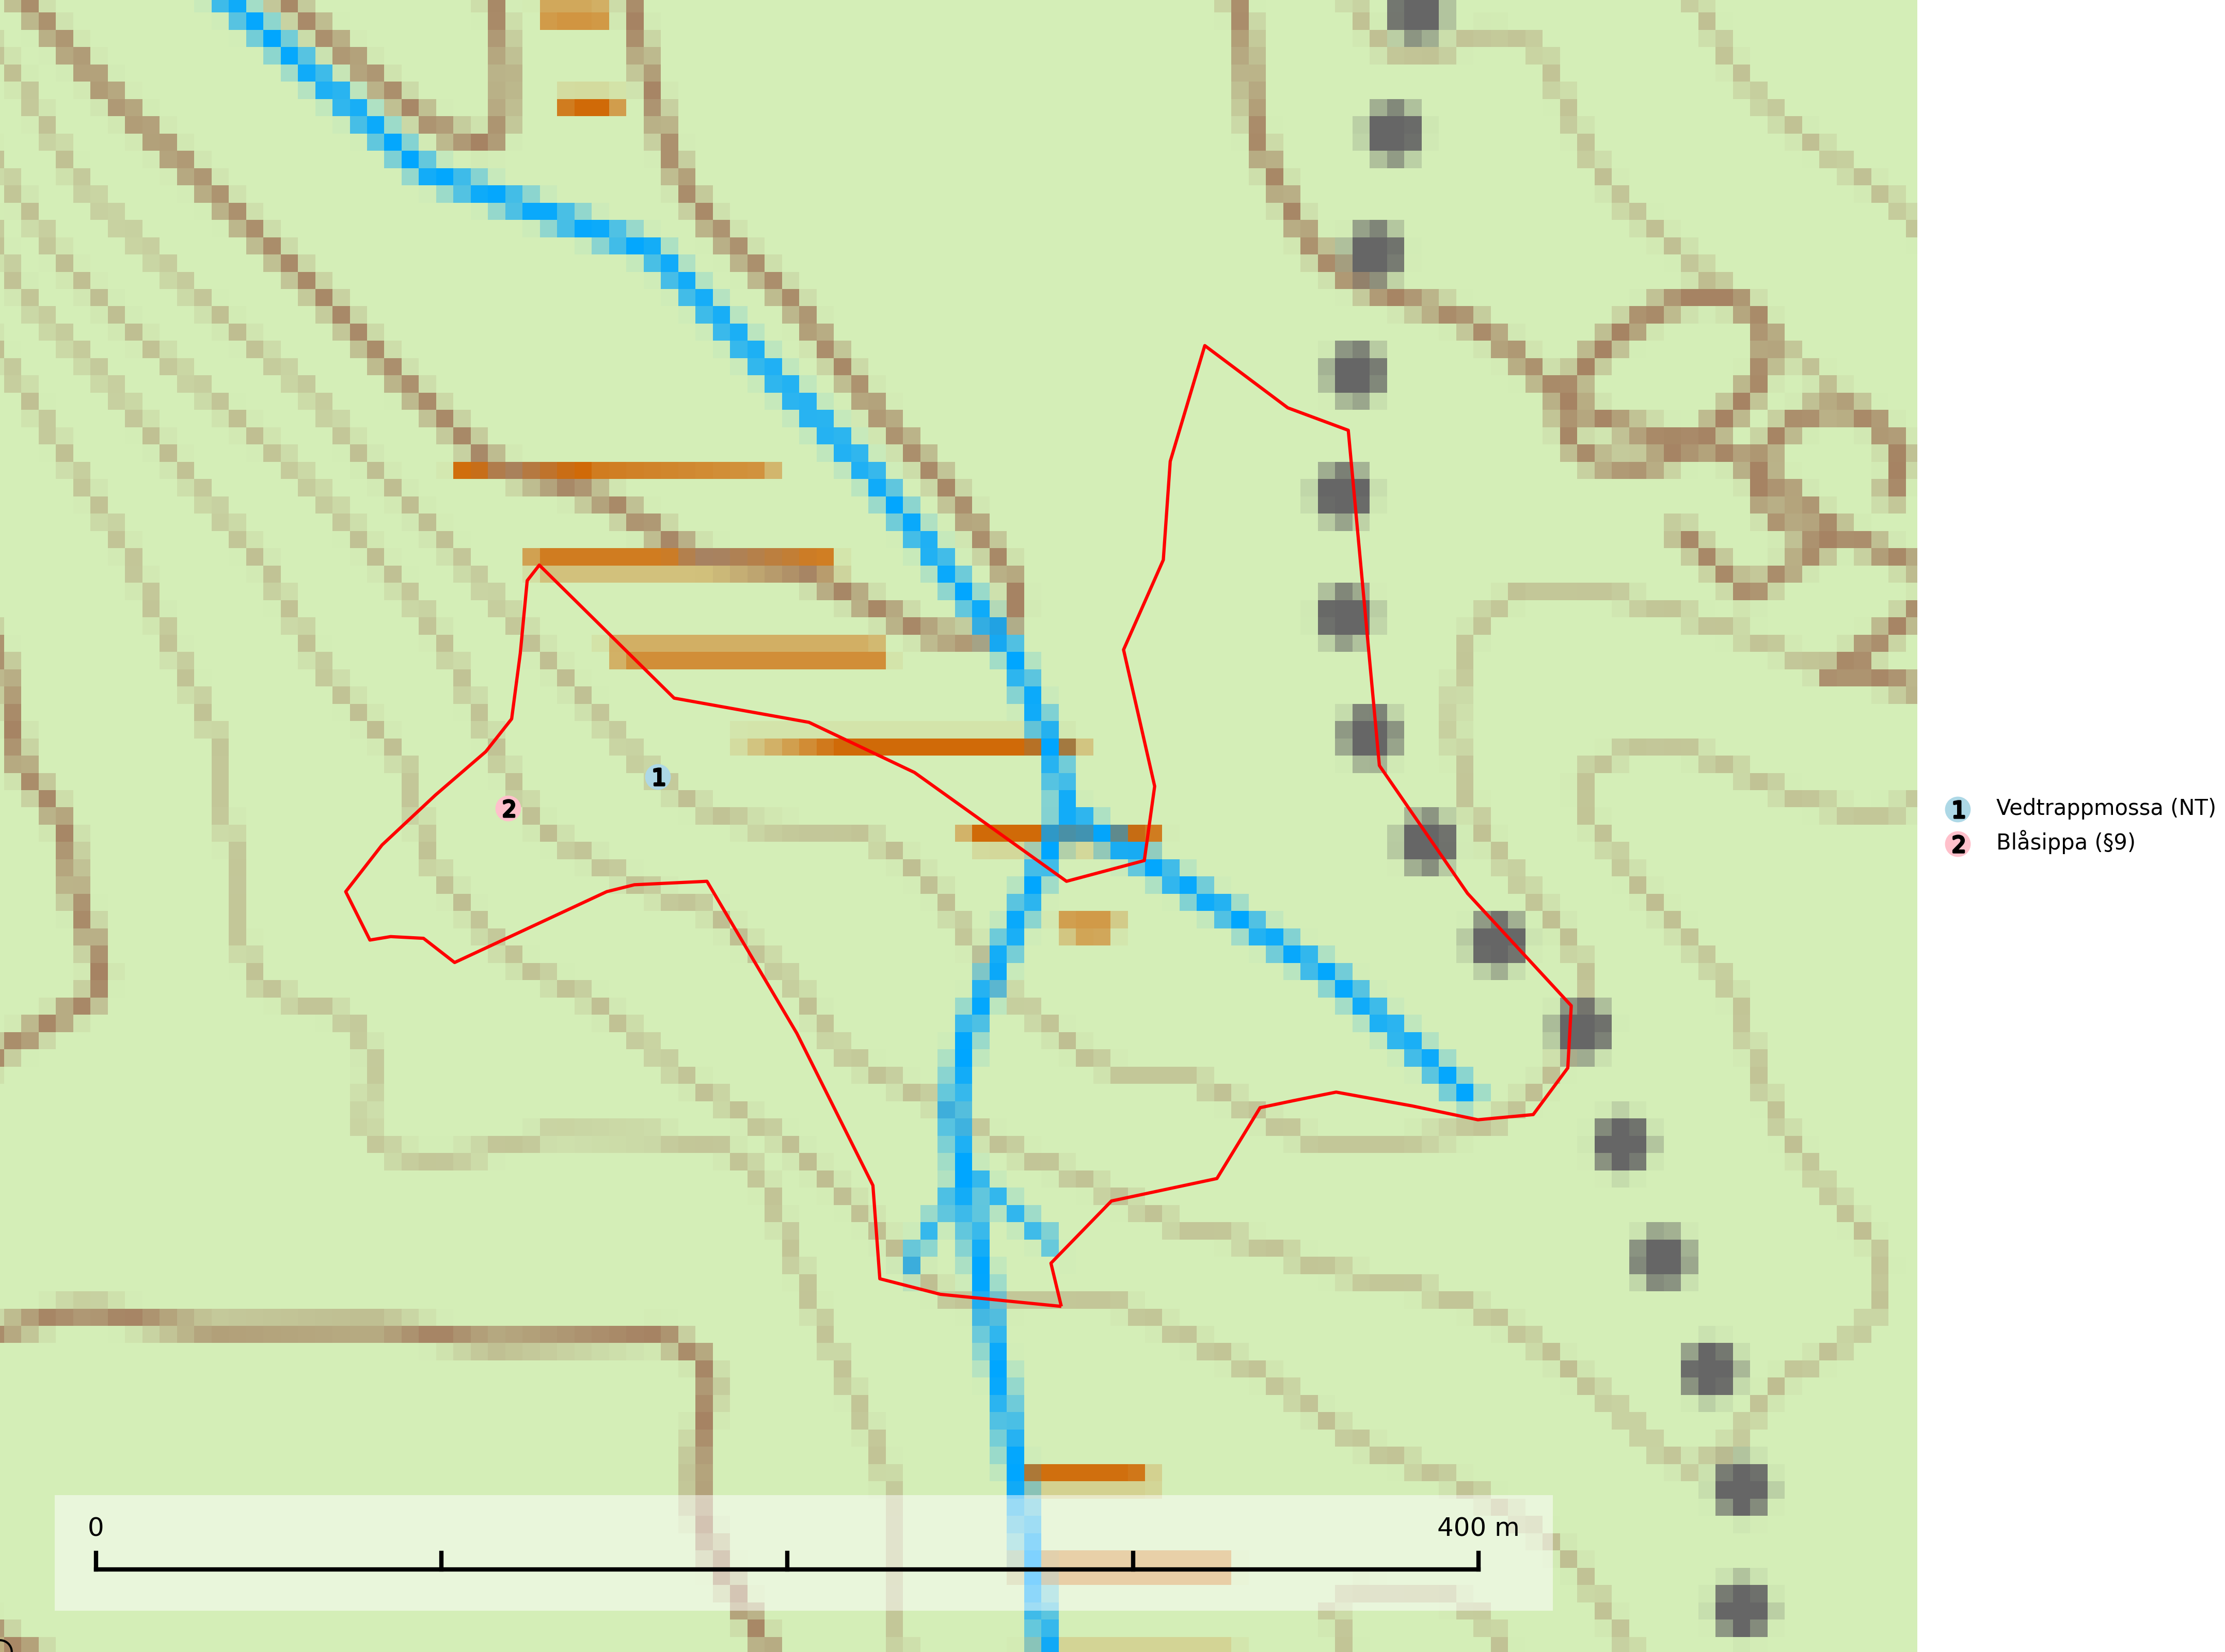 1
2
1 Vedtrappmossa (NT)
2 Blåsippa (§9)
0 400 m